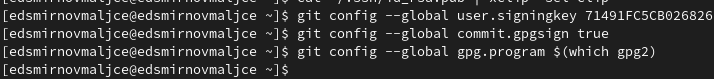 [edsmirnovmaljce@edsmirnovmaljce ~]$ git config --global user.signingkey 71491FC5CB026826
[edsmirnovmaljce@edsmirnovmaljce ~]$ git config --global commit.gpgsign true
[edsmirnovmaljce@edsmirnovmaljce ~]$ git config --global gpg.program $(which gpg2)
[edsmirnovmaljce@edsmirnovmaljce ~]$